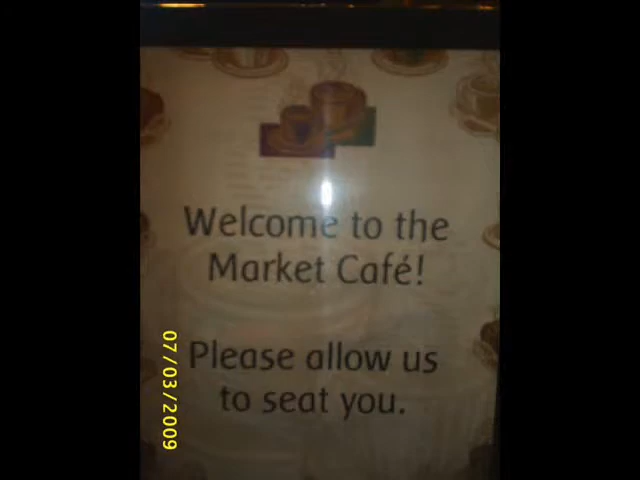 Welcome to the
Market Café!
Please allow us
to seat you.
07/03/2009